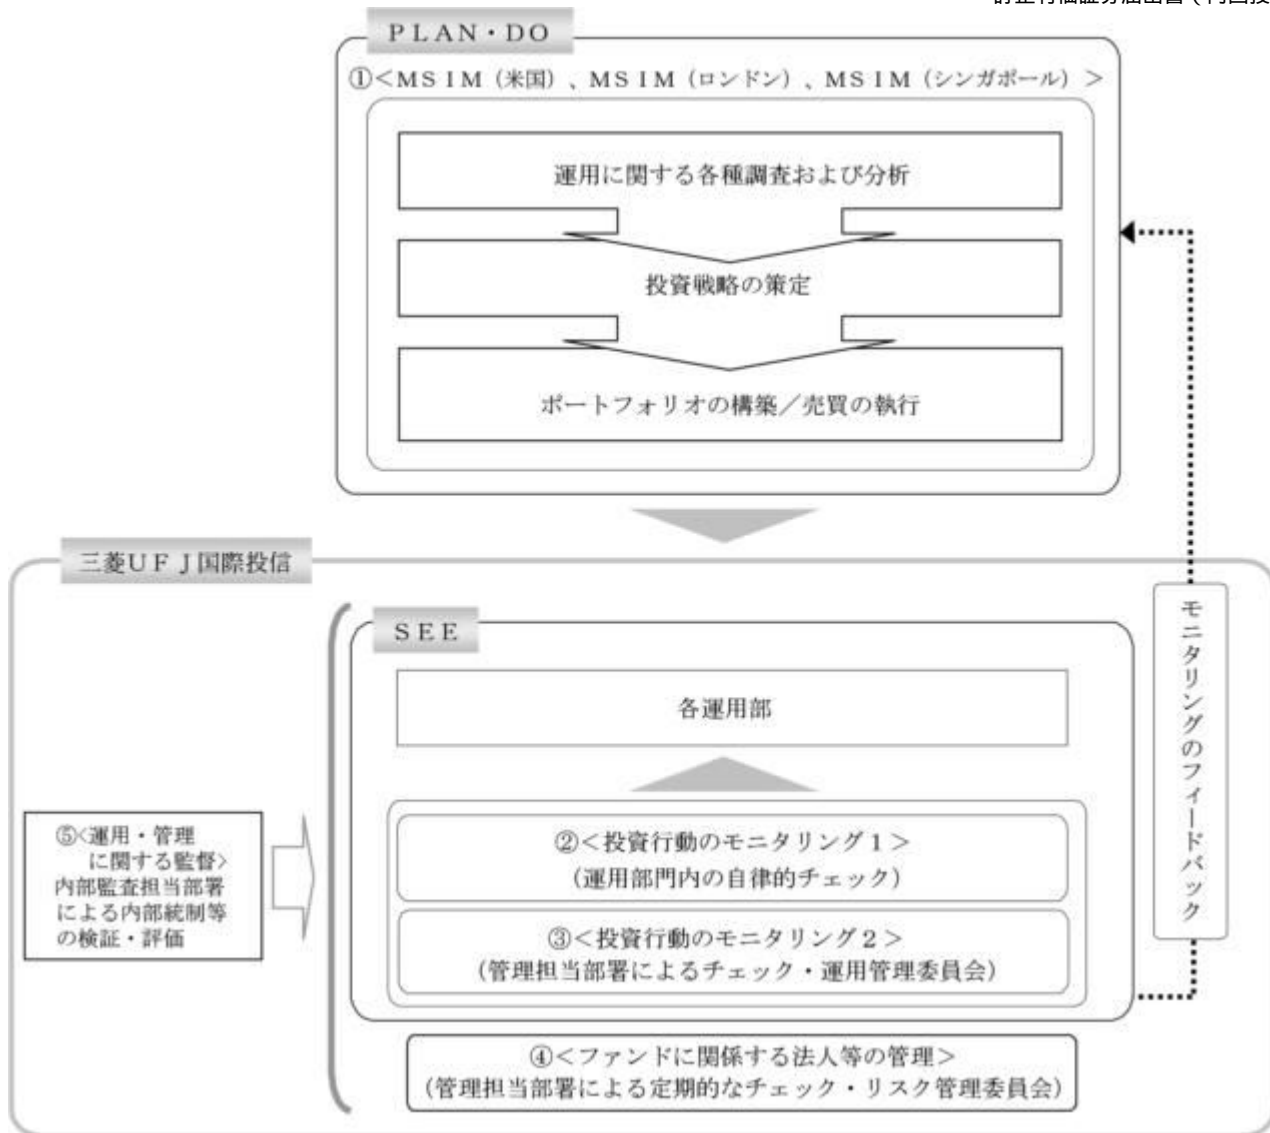 PLAN・DO
①＜MSIM（米国）、MSIM（ロンドン）、MSIM（シンガポール）＞
運用に関する各種調査および分析
投資戦略の策定
ポートフォリオの構築／売買の執行
三菱UFJ国際投信
SEE
各運用部
②＜投資行動のモニタリング1＞
（運用部門内の自律的チェック）
③＜投資行動のモニタリング2＞
（管理担当部署によるチェック・運用管理委員会）
④＜ファンドに関係する法人等の管理＞
（管理担当部署による定期的なチェック・リスク管理委員会）
⑤＜運用・管理
に関する監督＞
内部監査担当部署
による内部統制等
の検証・評価
モニタリングのフィードバック